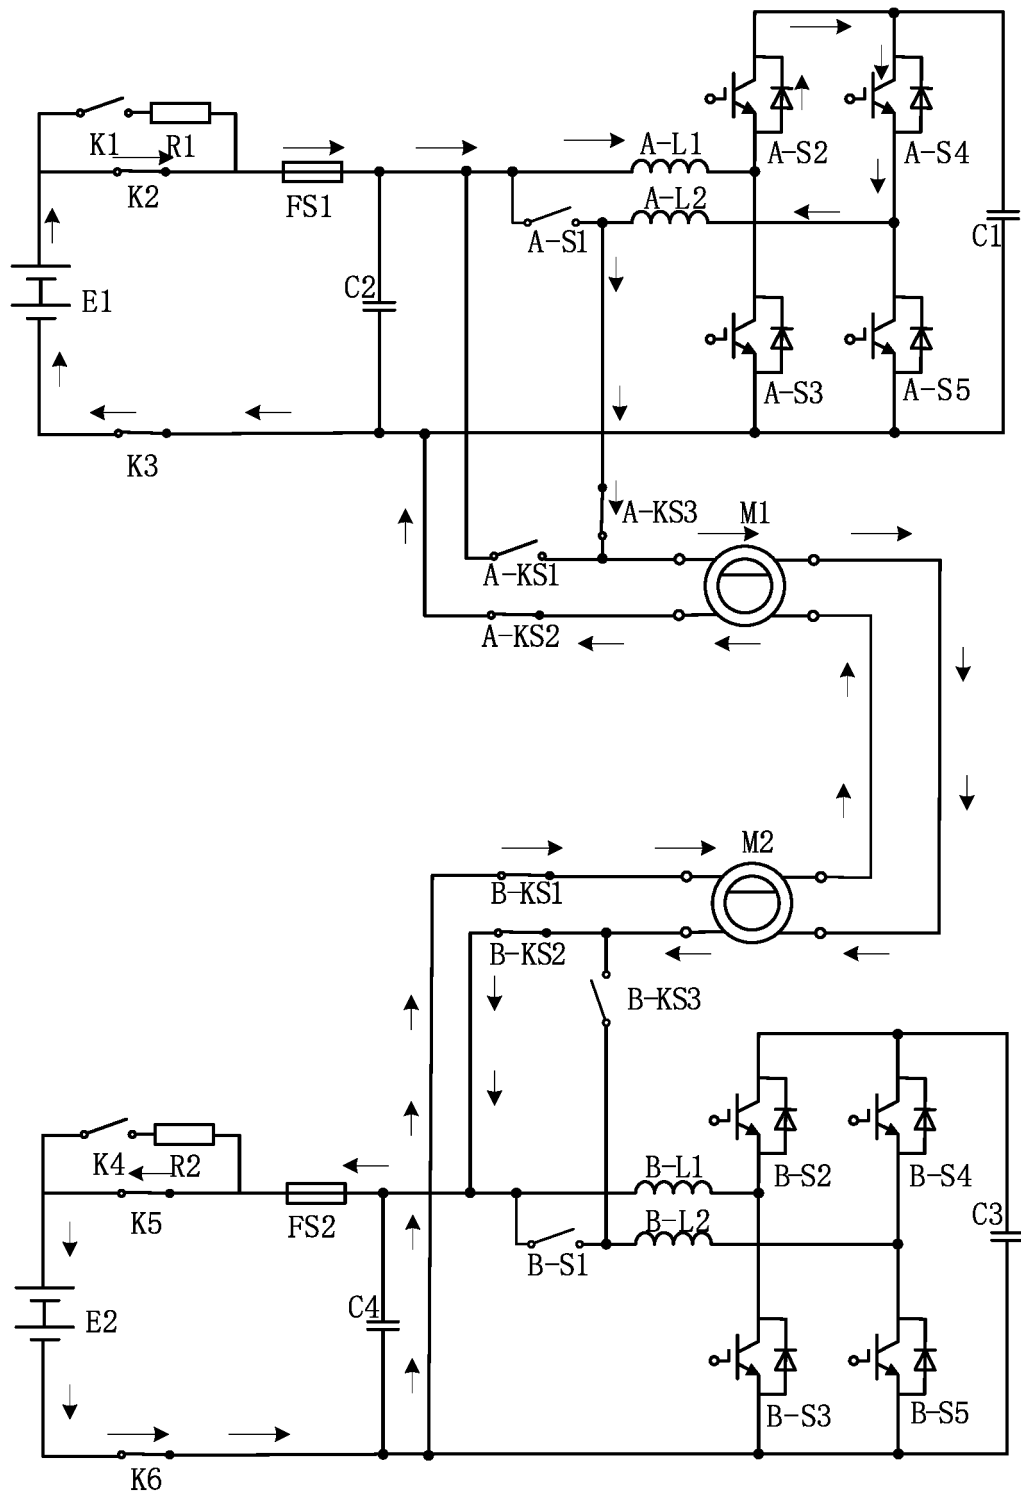 K1
R1
K2
FS1
A-L1
A-S2
A-S4
A-L2
A-S1
C1
C2
E1
A-S3
A-S5
K3
A-KS3
M1
A-KS1
A-KS2
M2
B-KS1
B-KS2
B-KS3
K4
R2
K5
FS2
B-L1
B-S2
B-S4
B-L2
B-S1
C3
C4
E2
B-S3
B-S5
K6